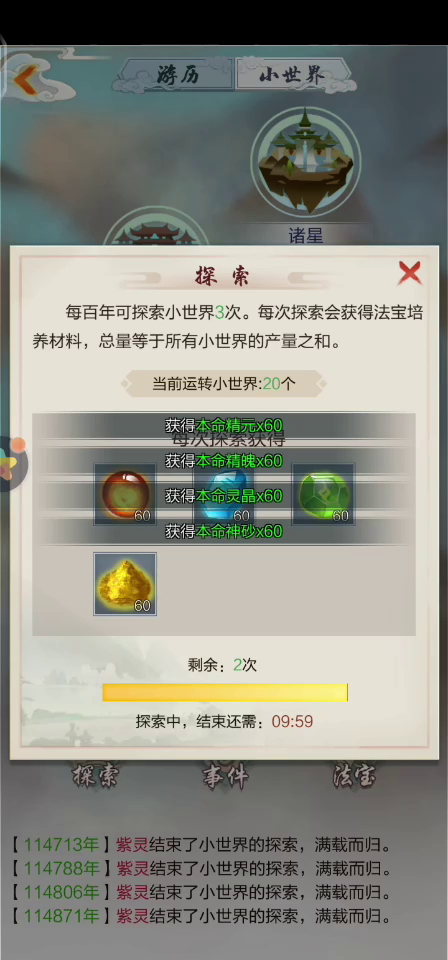 游历
小世界
诸星
探索
每百年可探索小世界3次。每次探索会获得法宝培
养材料，总量等于所有小世界的产量之和。
当前运转小世界:20个
获得本命精元x60
每次探索获得
获得本命精魄x60
获得本命灵晶x60
60
60
60
获得本命神砂x60
60
剩余：2次
探索中，结束还需：09:59
探索
事件
法宝
【114713年】紫灵结束了小世界的探索，满载而归。
【114788年】紫灵结束了小世界的探索，满载而归。
【114806年】紫灵结束了小世界的探索，满载而归。
【114871年】紫灵结束了小世界的探索，满载而归。